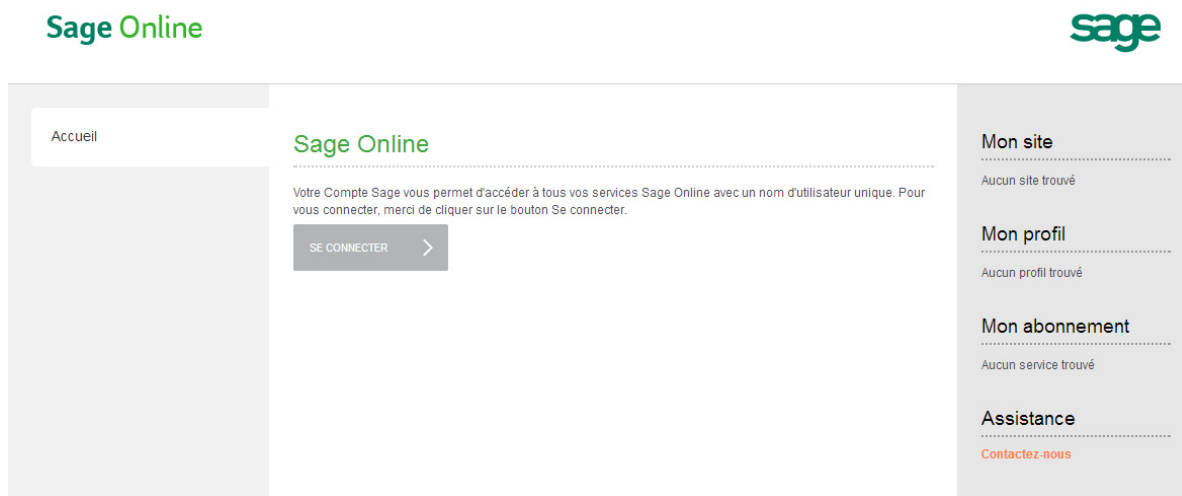 Sage Online
sage
Accueil
Sage Online
Votre Compte Sage vous permet d'accéder à tous vos services Sage Online avec un nom d'utilisateur unique. Pour
vous connecter, merci de cliquer sur le bouton Se connecter.
SE CONNECTER
Mon site
Aucun site trouvé
Mon profil
Aucun profil trouvé
Mon abonnement
Aucun service trouvé
Assistance
Contactez-nous